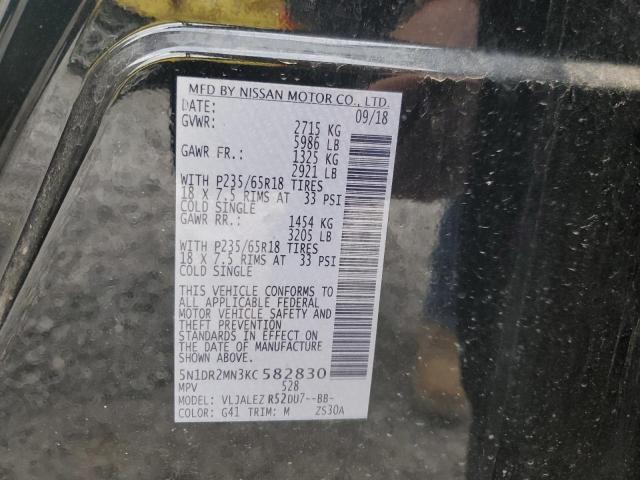 MFD BY NISSAN MOTOR CO., LTD.
DATE: 09/18
GVWR: 2715 KG
5986 LB
GAWR FR.: 1325 KG
2921 LB
WITH P235/65R18 TIRES
18 X 7.5 RIMS AT 33 PSI
COLD SINGLE
GAWR RR.: 1454 KG
3205 LB
WITH P235/65R18 TIRES
18 X 7.5 RIMS AT 33 PSI
COLD SINGLE
THIS VEHICLE CONFORMS TO
ALL APPLICABLE FEDERAL
MOTOR VEHICLE SAFETY AND
THEFT PREVENTION
STANDARDS IN EFFECT ON
THE DATE OF MANUFACTURE
SHOWN ABOVE.
5N1DR2MN3KC582830
MPV 528
MODEL: VLJALEZ R52DU7--BB-
COLOR: G41 TRIM: M ZS30A